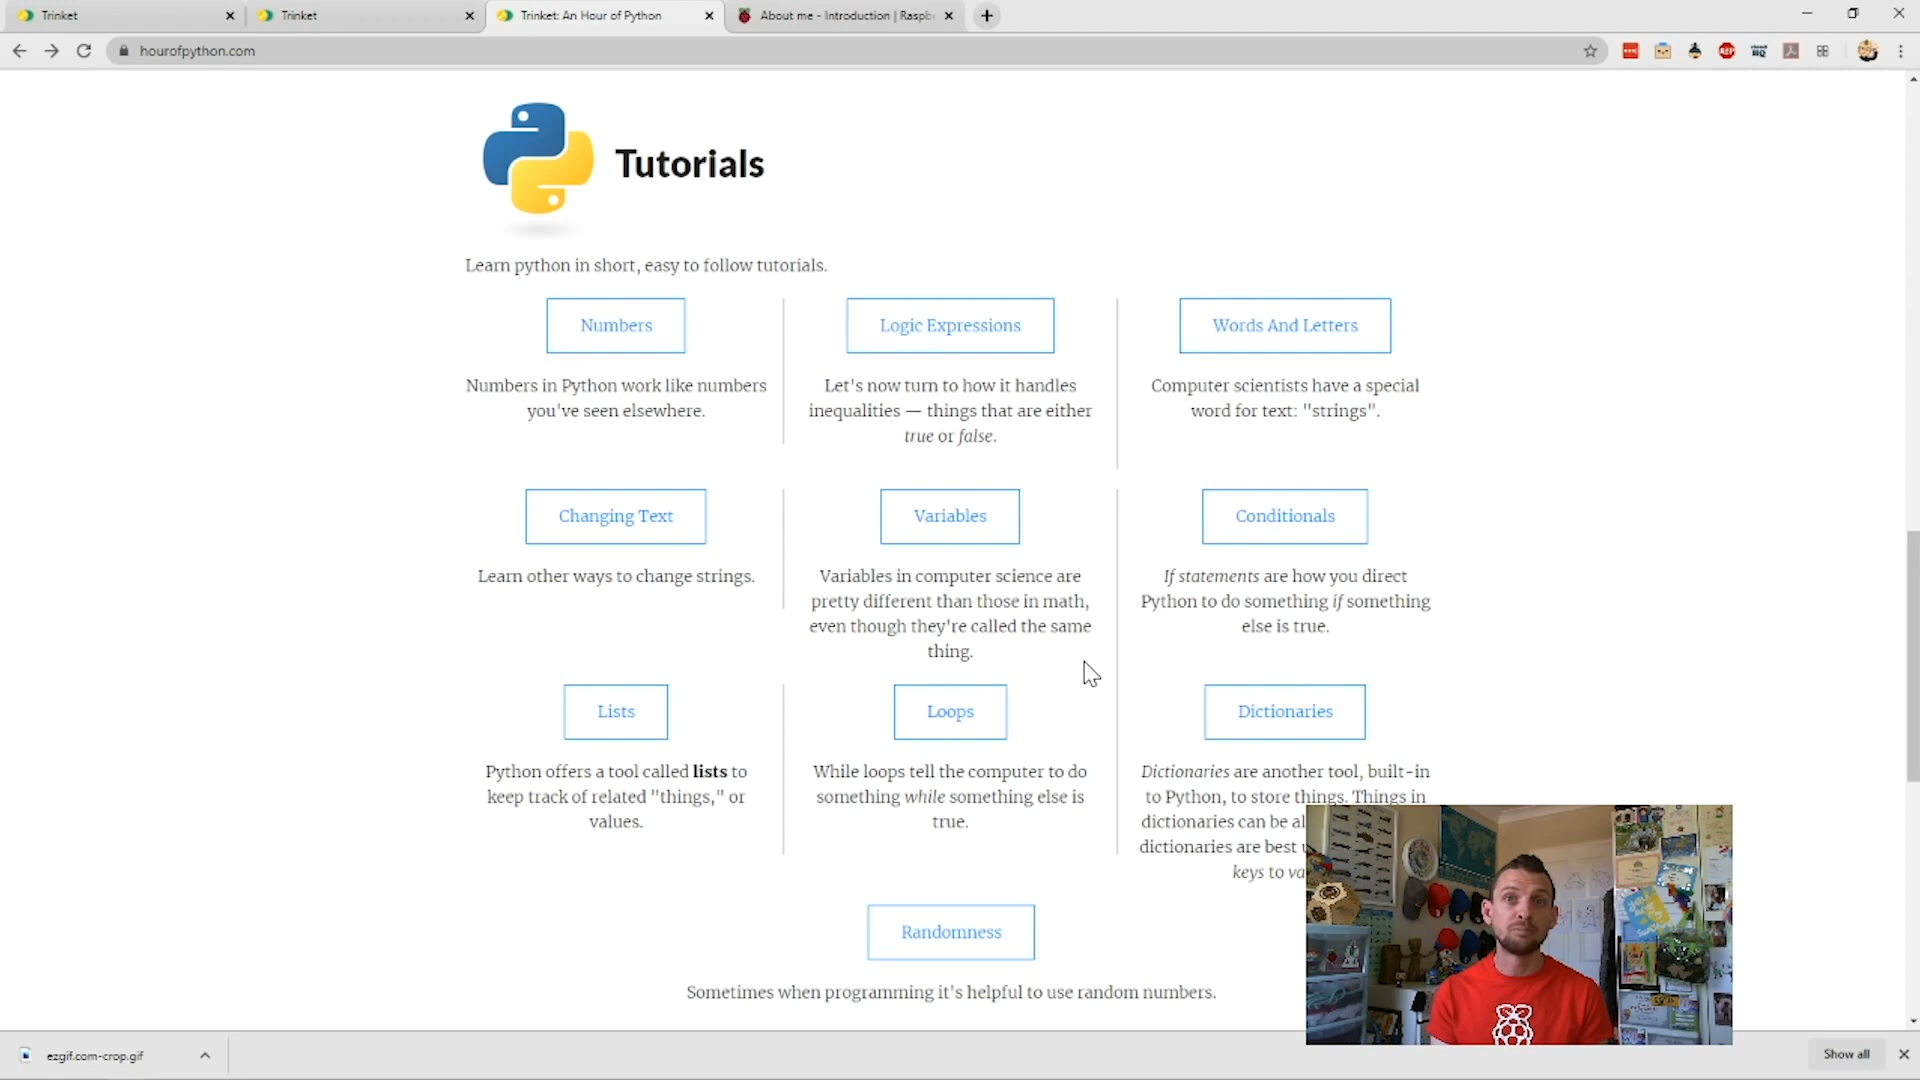 Trinket
Trinket
Trinket: An Hour of Python
About me - Introduction | Raspb
hourofpython.com
Tutorials
Learn python in short, easy to follow tutorials.
Numbers
Logic Expressions
Words And Letters
Numbers in Python work like numbers
you've seen elsewhere.
Let's now turn to how it handles
inequalities — things that are either
true or false.
Computer scientists have a special
word for text: "strings".
Changing Text
Variables
Conditionals
Learn other ways to change strings.
Variables in computer science are
pretty different than those in math,
even though they're called the same
thing.
If statements are how you direct
Python to do something if something
else is true.
Lists
Loops
Dictionaries
Python offers a tool called lists to
keep track of related "things," or
values.
While loops tell the computer to do
something while something else is
true.
Dictionaries are another tool, built-in
to Python, to store things. Things in
dictionaries can be al
dictionaries are best
keys to va
Randomness
Sometimes when programming it's helpful to use random numbers.
ezgif.com-crop.gif
Show all